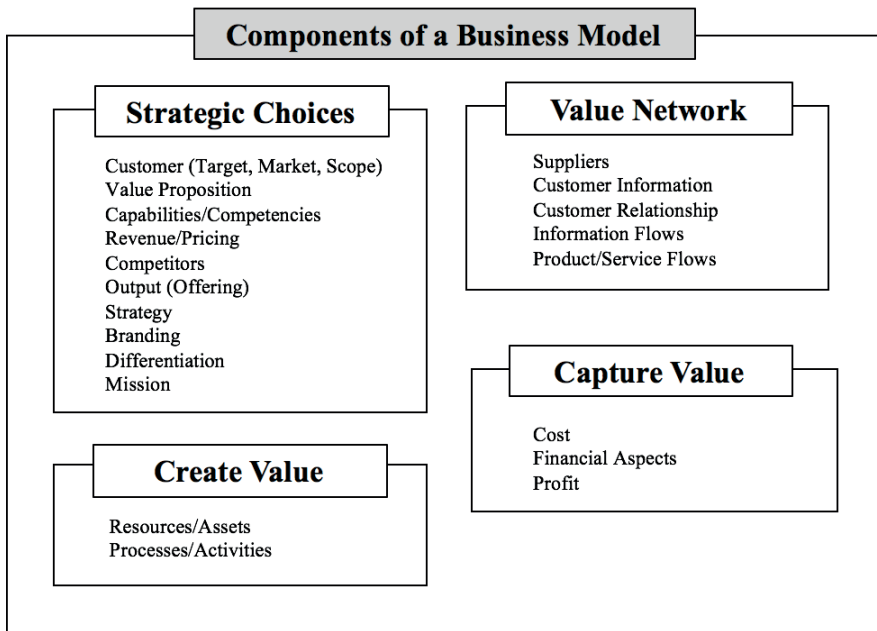 Components of a Business Model
Strategic Choices
Customer (Target, Market, Scope)
Value Proposition
Capabilities/Competencies
Revenue/Pricing
Competitors
Output (Offering)
Strategy
Branding
Differentiation
Mission
Value Network
Suppliers
Customer Information
Customer Relationship
Information Flows
Product/Service Flows
Create Value
Resources/Assets
Processes/Activities
Capture Value
Cost
Financial Aspects
Profit